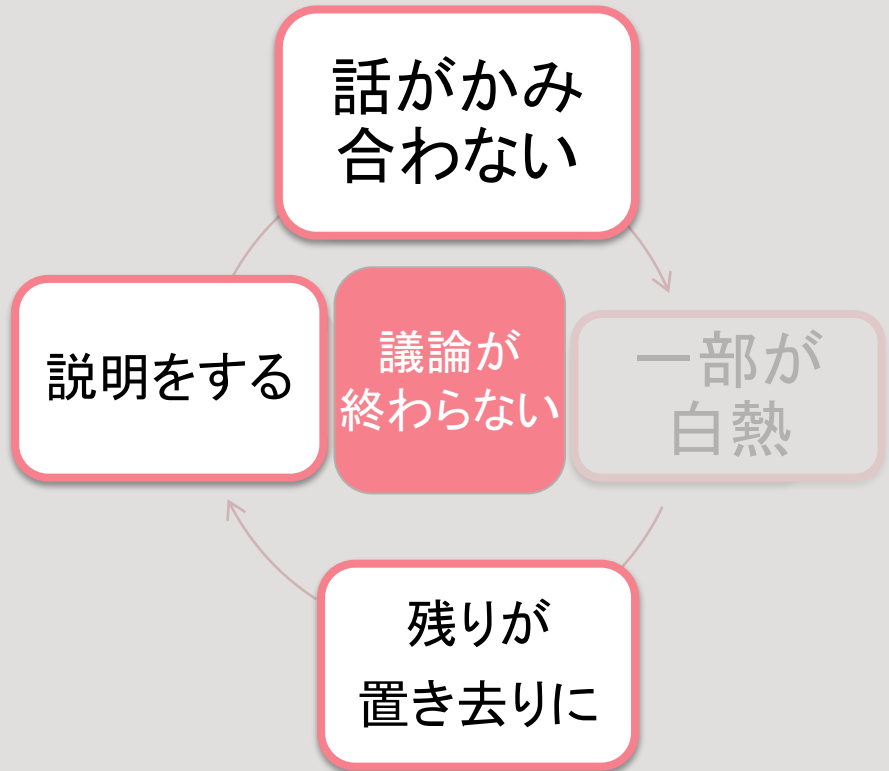 話がかみ
合わない
説明をする
議論が
終わらない
一部が
白熱
残りが
置き去りに